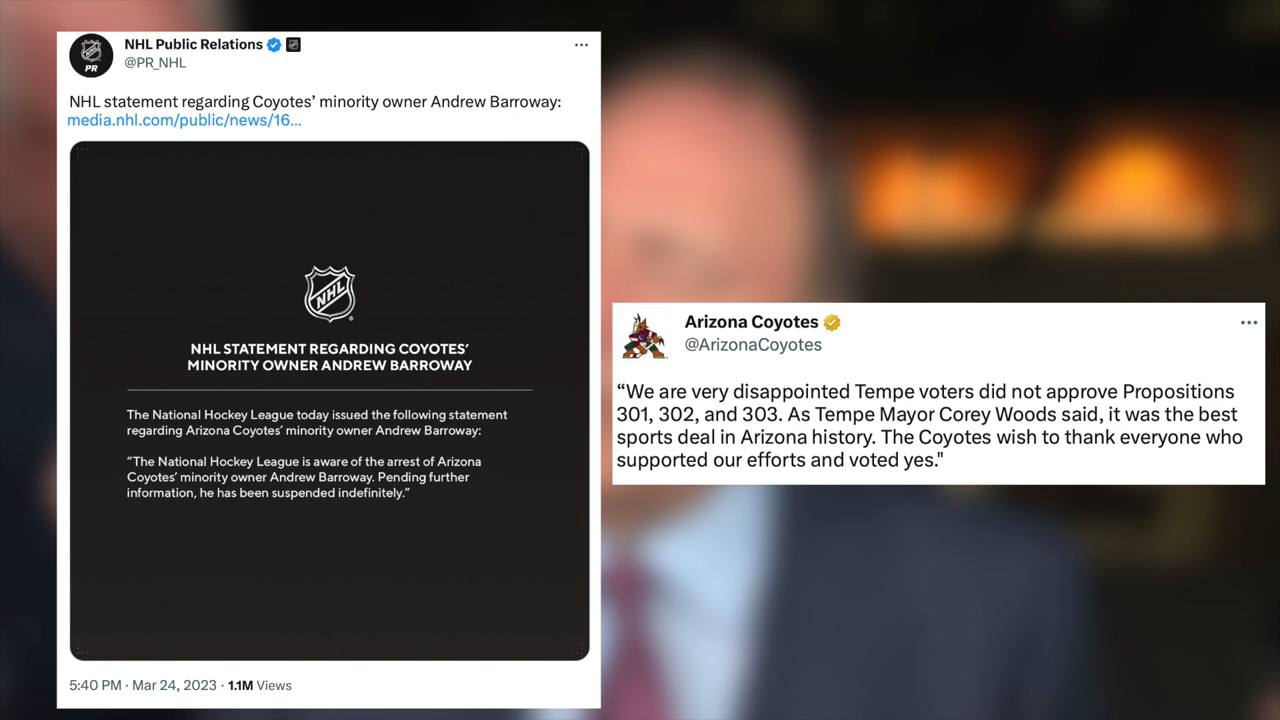 NHL Public Relations
@PR_NHL
NHL statement regarding Coyotes’ minority owner Andrew Barroway:
media.nhl.com/public/news/16...
NHL
NHL STATEMENT REGARDING COYOTES’
MINORITY OWNER ANDREW BARROWAY
The National Hockey League today issued the following statement
regarding Arizona Coyotes’ minority owner Andrew Barroway:
“The National Hockey League is aware of the arrest of Arizona
Coyotes’ minority owner Andrew Barroway. Pending further
information, he has been suspended indefinitely.”
5:40 PM · Mar 24, 2023 · 1.1M Views
PR
Arizona Coyotes
@ArizonaCoyotes
“We are very disappointed Tempe voters did not approve Propositions
301, 302, and 303. As Tempe Mayor Corey Woods said, it was the best
sports deal in Arizona history. The Coyotes wish to thank everyone who
supported our efforts and voted yes."